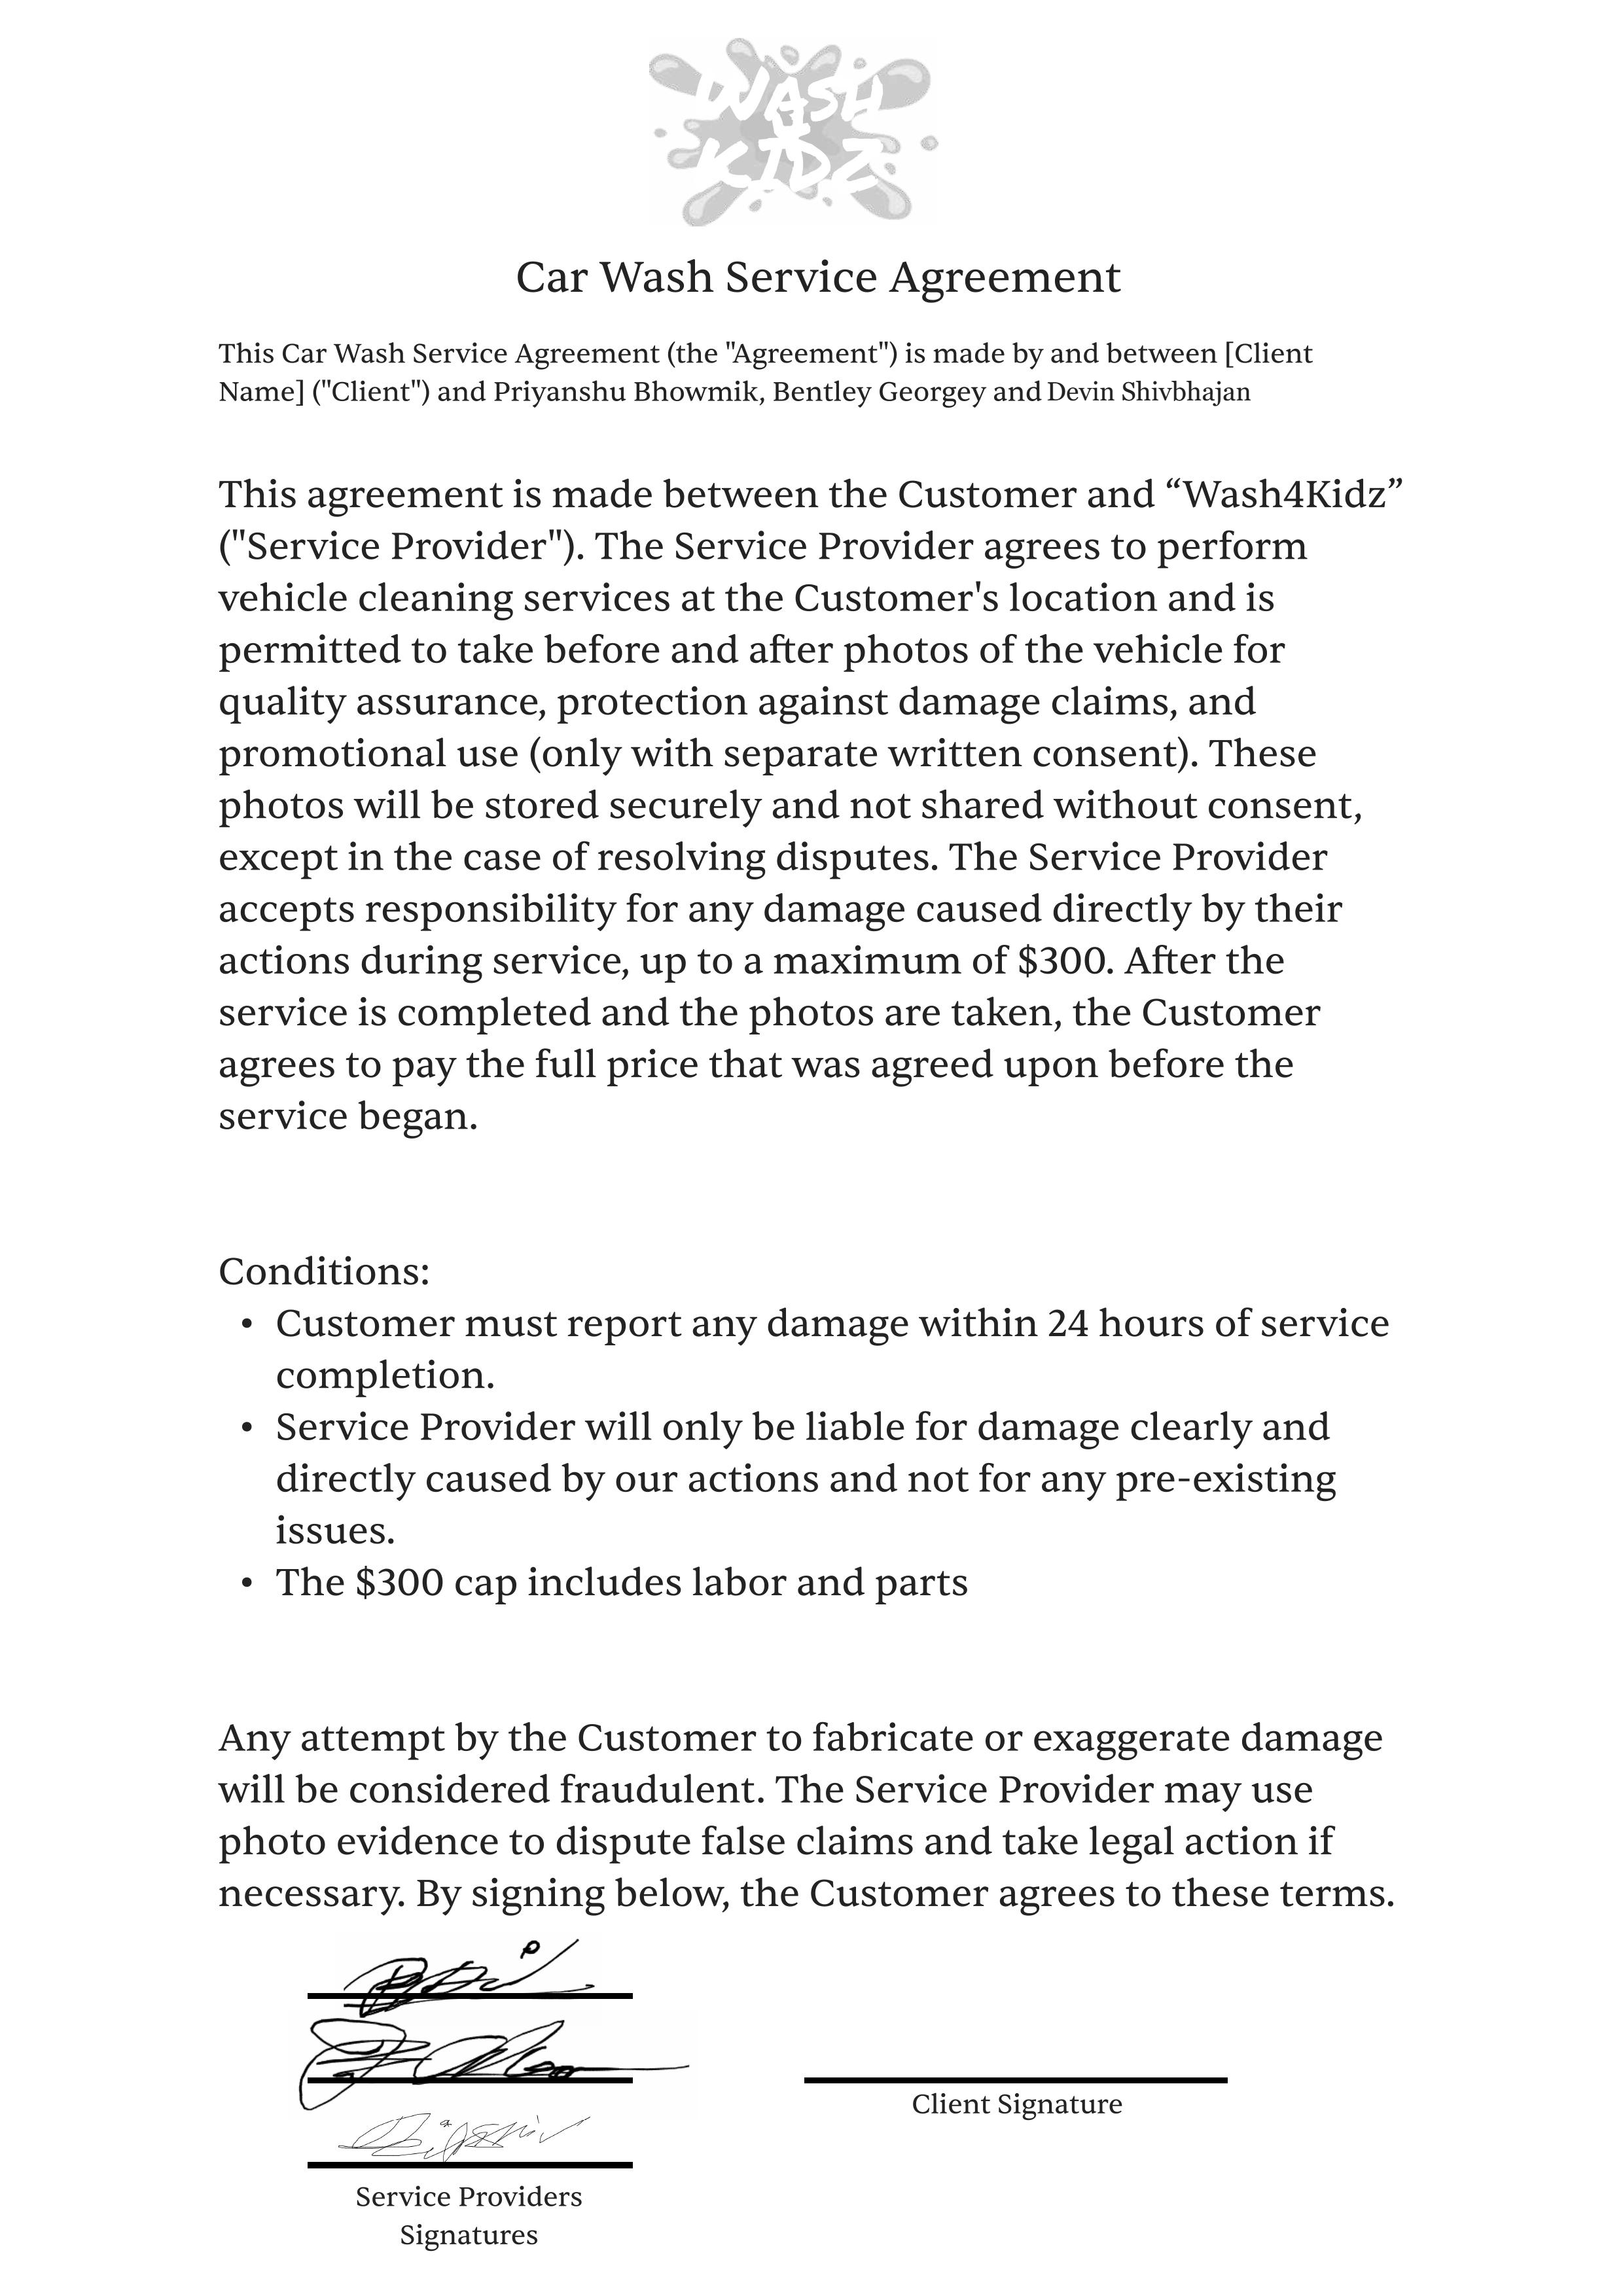 WASH
4
KIDZ
Car Wash Service Agreement
This Car Wash Service Agreement (the "Agreement") is made by and between [Client
Name] ("Client") and Priyanshu Bhowmik, Bentley Georgey and Devin Shivbhajan
This agreement is made between the Customer and “Wash4Kidz”
("Service Provider"). The Service Provider agrees to perform
vehicle cleaning services at the Customer's location and is
permitted to take before and after photos of the vehicle for
quality assurance, protection against damage claims, and
promotional use (only with separate written consent). These
photos will be stored securely and not shared without consent,
except in the case of resolving disputes. The Service Provider
accepts responsibility for any damage caused directly by their
actions during service, up to a maximum of $300. After the
service is completed and the photos are taken, the Customer
agrees to pay the full price that was agreed upon before the
service began.
Conditions:
• Customer must report any damage within 24 hours of service
completion.
• Service Provider will only be liable for damage clearly and
directly caused by our actions and not for any pre-existing
issues.
• The $300 cap includes labor and parts
Any attempt by the Customer to fabricate or exaggerate damage
will be considered fraudulent. The Service Provider may use
photo evidence to dispute false claims and take legal action if
necessary. By signing below, the Customer agrees to these terms.
Client Signature
Service Providers
Signatures